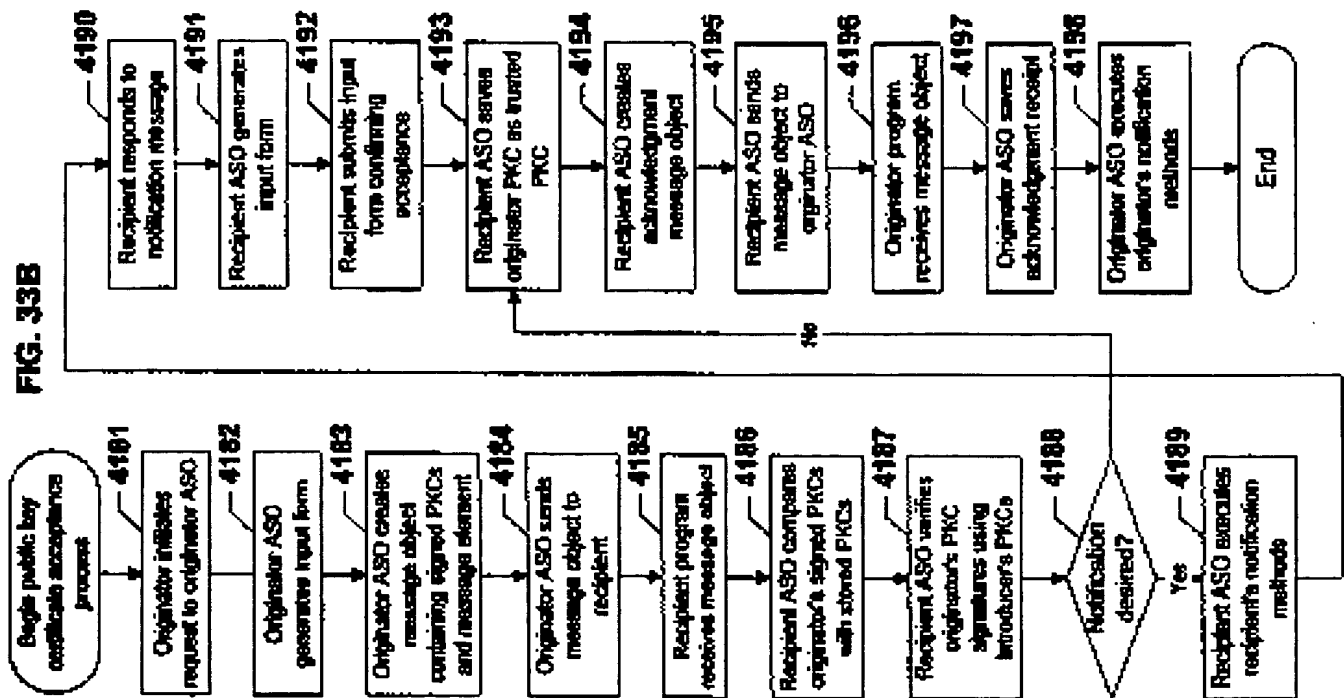 FIG. 33B
Begin public key
certificate acceptance
process
4181
Originator initiates
request to originator ASO
4182
Originator ASO
generates input form
4183
Originator ASO creates
message object
containing signed PKCs
and message element
4184
Originator ASO sends
message object to
recipient
4185
Recipient program
receives message object
4186
Recipient ASO compares
originator's signed PKCs
with stored PKCs
4187
Recipient ASO verifies
originator's PKC
signatures using
introducer's PKCs
4188
Notification
desired?
No
Yes
4189
Recipient ASO executes
recipient's notification
methods
4190
Recipient responds to
notification message
4191
Recipient ASO generates
input form
4192
Recipient submits input
form confirming
acceptance
4193
Recipient ASO saves
originator PKC as trusted
PKC
4194
Recipient ASO creates
acknowledgment
message object
4195
Recipient ASO sends
message object to
originator ASO
4196
Originator program
receives message object
4197
Originator ASO saves
acknowledgment receipt
4198
Originator ASO executes
originator's notification
methods
End